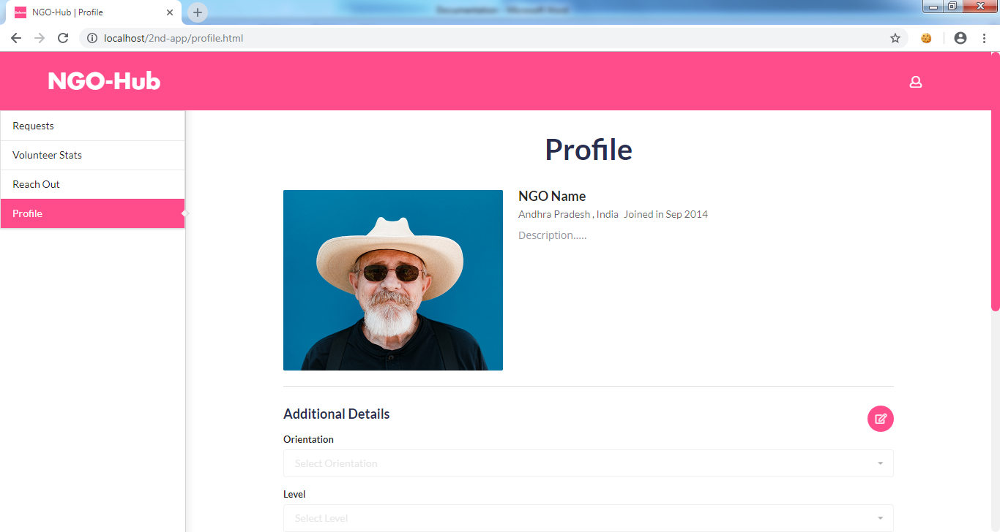 Documentation - Microsoft Word
NGO-Hub | Profile
localhost/2nd-app/profile.html
NGO-Hub
Requests
Volunteer Stats
Reach Out
Profile
Profile
NGO Name
Andhra Pradesh , India Joined in Sep 2014
Description.....
Additional Details
Orientation
Select Orientation
Level
Select Level